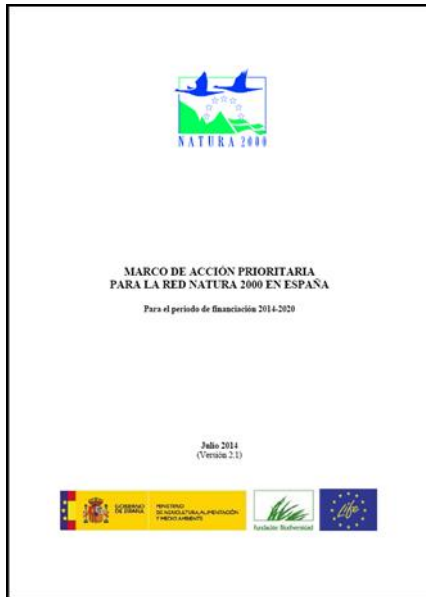 NATURA 2000
MARCO DE ACCIÓN PRIORITARIA
PARA LA RED NATURA 2000 EN ESPAÑA
Para el periodo de financiación 2014-2020
Julio 2014
(Versión 2.1)
GOBIERNO
DE ESPAÑA
MINISTERIO
DE AGRICULTURA, ALIMENTACIÓN
Y MEDIO AMBIENTE
Fundación Biodiversidad
Life